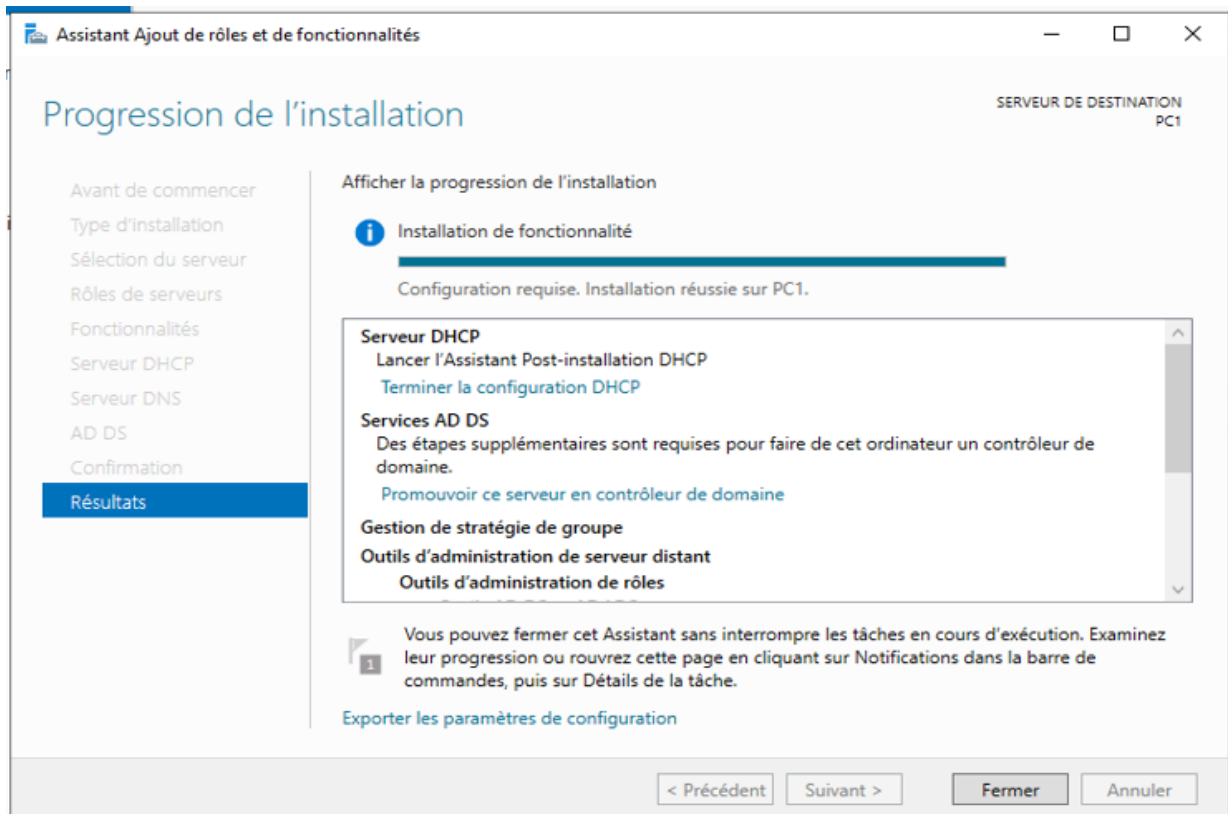 Assistant Ajout de rôles et de fonctionnalités
Progression de l'installation
SERVEUR DE DESTINATION
PC1
Avant de commencer
Type d'installation
Sélection du serveur
Rôles de serveurs
Fonctionnalités
Serveur DHCP
Serveur DNS
AD DS
Confirmation
Résultats
Afficher la progression de l'installation
Installation de fonctionnalité
Configuration requise. Installation réussie sur PC1.
Serveur DHCP
Lancer l'Assistant Post-installation DHCP
Terminer la configuration DHCP
Services AD DS
Des étapes supplémentaires sont requises pour faire de cet ordinateur un contrôleur de
domaine.
Promouvoir ce serveur en contrôleur de domaine
Gestion de stratégie de groupe
Outils d'administration de serveur distant
Outils d'administration de rôles
1
Vous pouvez fermer cet Assistant sans interrompre les tâches en cours d'exécution. Examinez
leur progression ou rouvrez cette page en cliquant sur Notifications dans la barre de
commandes, puis sur Détails de la tâche.
Exporter les paramètres de configuration
< Précédent
Suivant >
Fermer
Annuler